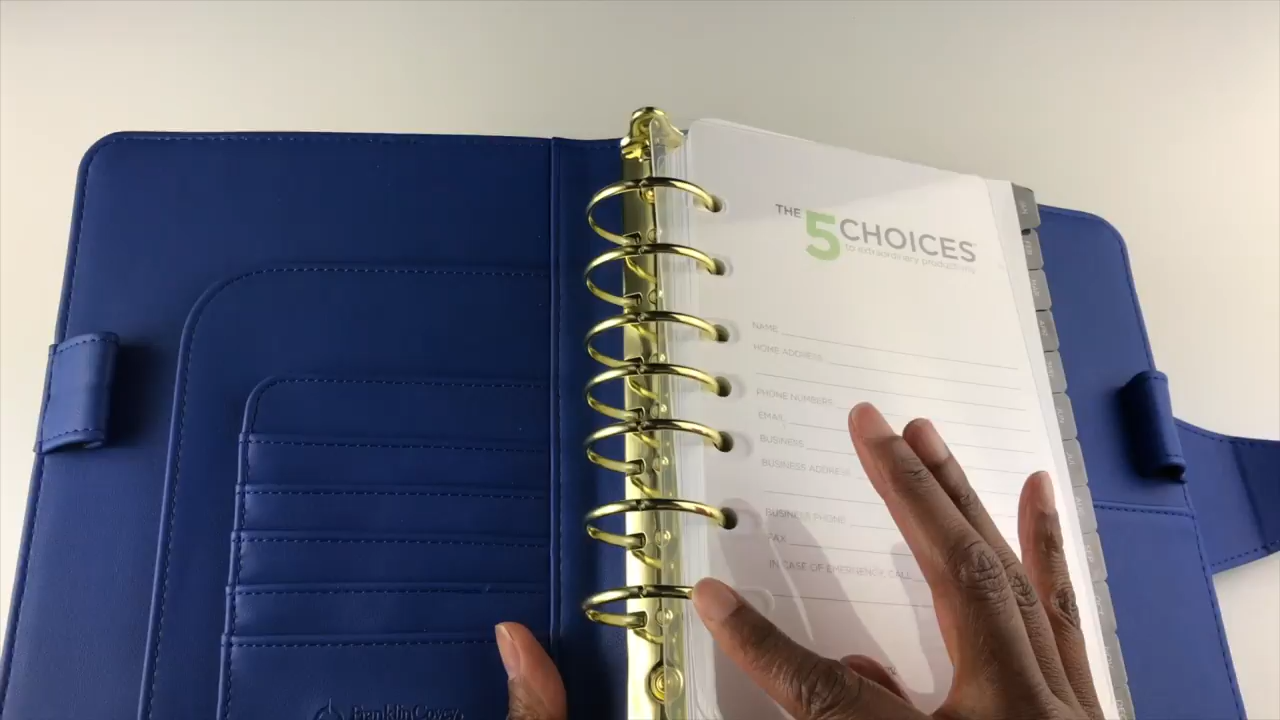 THE 5 CHOICES
to extraordinary productivity
NAME
HOME ADDRESS
PHONE NUMBERS
EMAIL
BUSINESS
BUSINESS ADDRESS
BUSINESS PHONE
FAX
IN CASE OF EMERGENCY, CALL
FranklinCovey